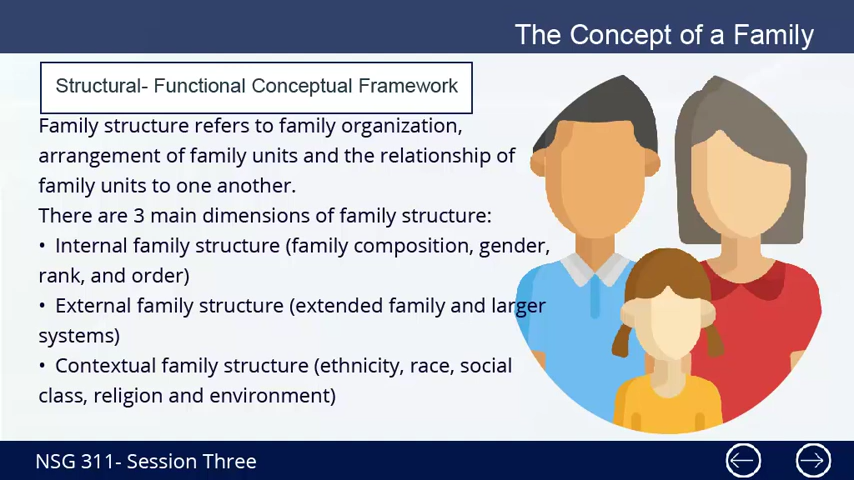 The Concept of a Family
Structural- Functional Conceptual Framework
Family structure refers to family organization,
arrangement of family units and the relationship of
family units to one another.
There are 3 main dimensions of family structure:
• Internal family structure (family composition, gender,
rank, and order)
• External family structure (extended family and larger
systems)
• Contextual family structure (ethnicity, race, social
class, religion and environment)
NSG 311- Session Three